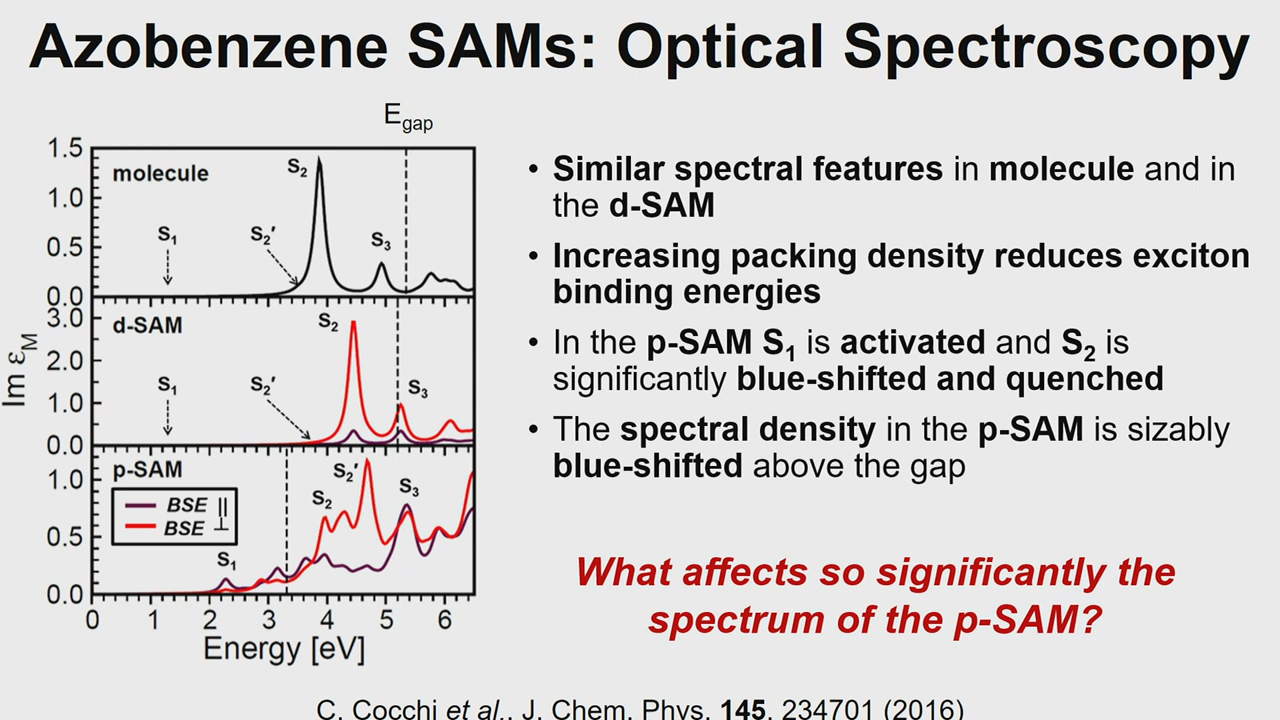 Azobenzene SAMs: Optical Spectroscopy
E_gap
1.5
1.0
0.5
0.0
molecule
S₁
S₂′
S₂
S₃
3.0
2.0
1.0
0.0
d-SAM
S₁
S₂′
S₂
S₃
1.0
0.5
0.0
p-SAM
BSE ||
BSE ⊥
S₁
S₂
S₂′
S₃
Im ε_M
0 1 2 3 4 5 6
Energy [eV]
• Similar spectral features in molecule and in
the d-SAM
• Increasing packing density reduces exciton
binding energies
• In the p-SAM S₁ is activated and S₂ is
significantly blue-shifted and quenched
• The spectral density in the p-SAM is sizably
blue-shifted above the gap
What affects so significantly the
spectrum of the p-SAM?
C. Cocchi et al., J. Chem. Phys. 145, 234701 (2016)